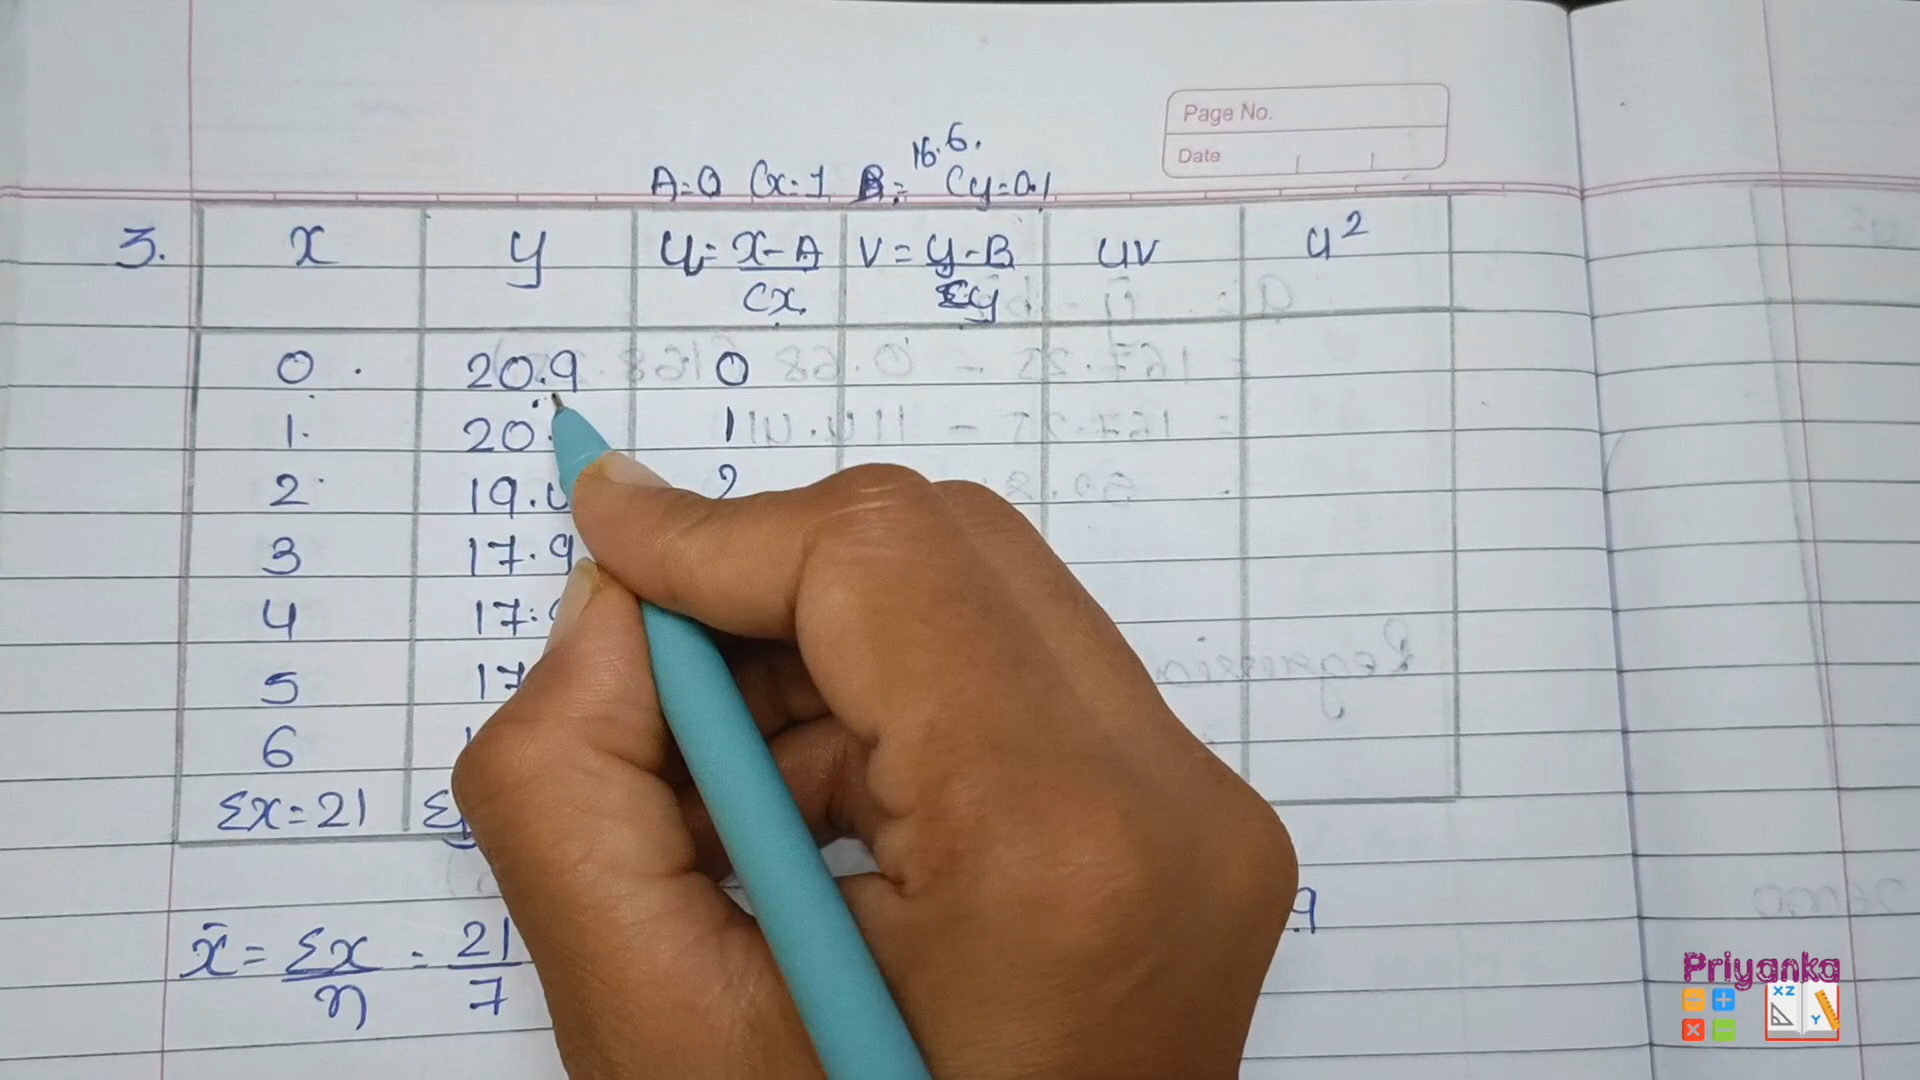 Page No.
Date
16.6.
A=0 Cx=1 B= Cy=0.1
3. x y u=x-A/Cx v=y-B/Cy uv u²
0 20.9 0
1 20. 1
2 19. 2
3 17.9
4 17.
5 17
6
Σx=21 Σ
x̄ = Σx/n = 21/7
9
Priyanka
XZ
Y